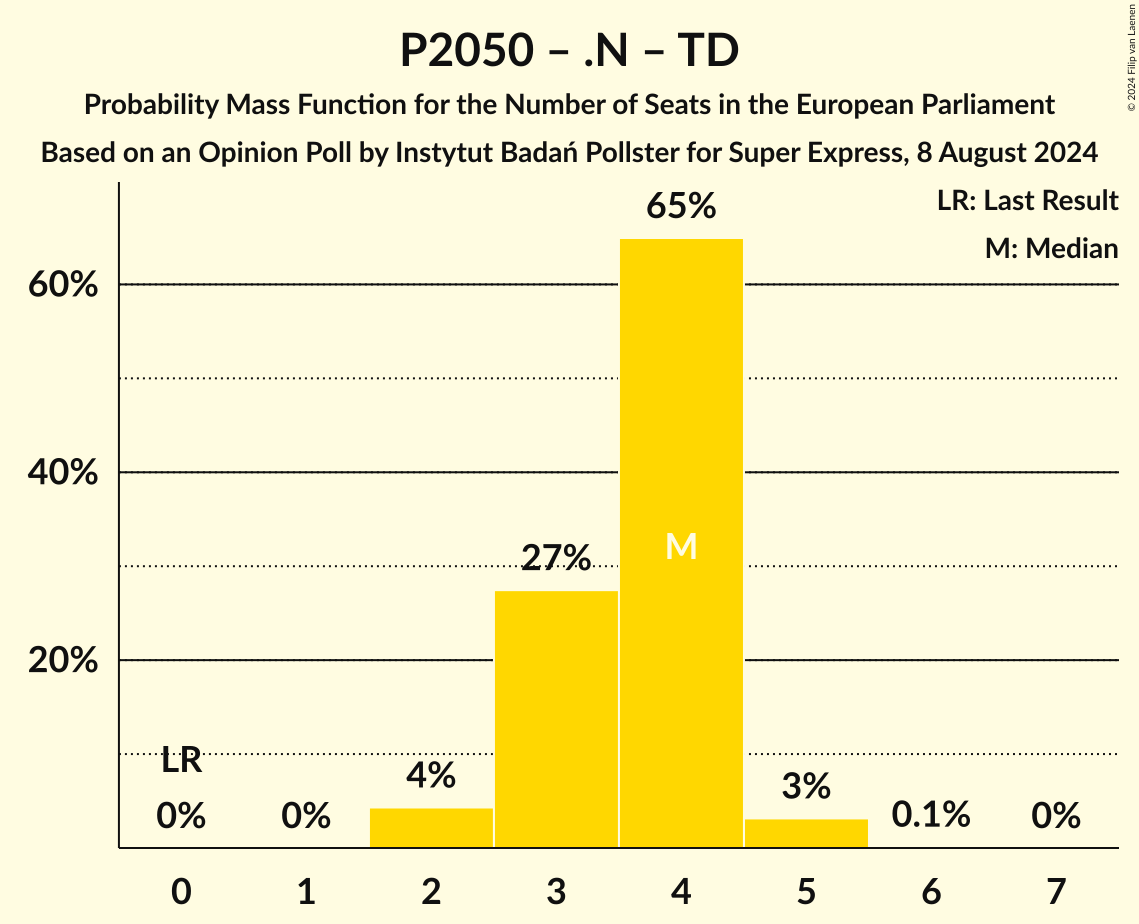 P2050 – .N – TD
Probability Mass Function for the Number of Seats in the European Parliament
Based on an Opinion Poll by Instytut Badań Pollster for Super Express, 8 August 2024
© 2024 Filip van Laenen
LR: Last Result
M: Median
65%
60%
40%
27%
M
20%
LR
0%
0%
4%
3%
0.1%
0%
0 1 2 3 4 5 6 7